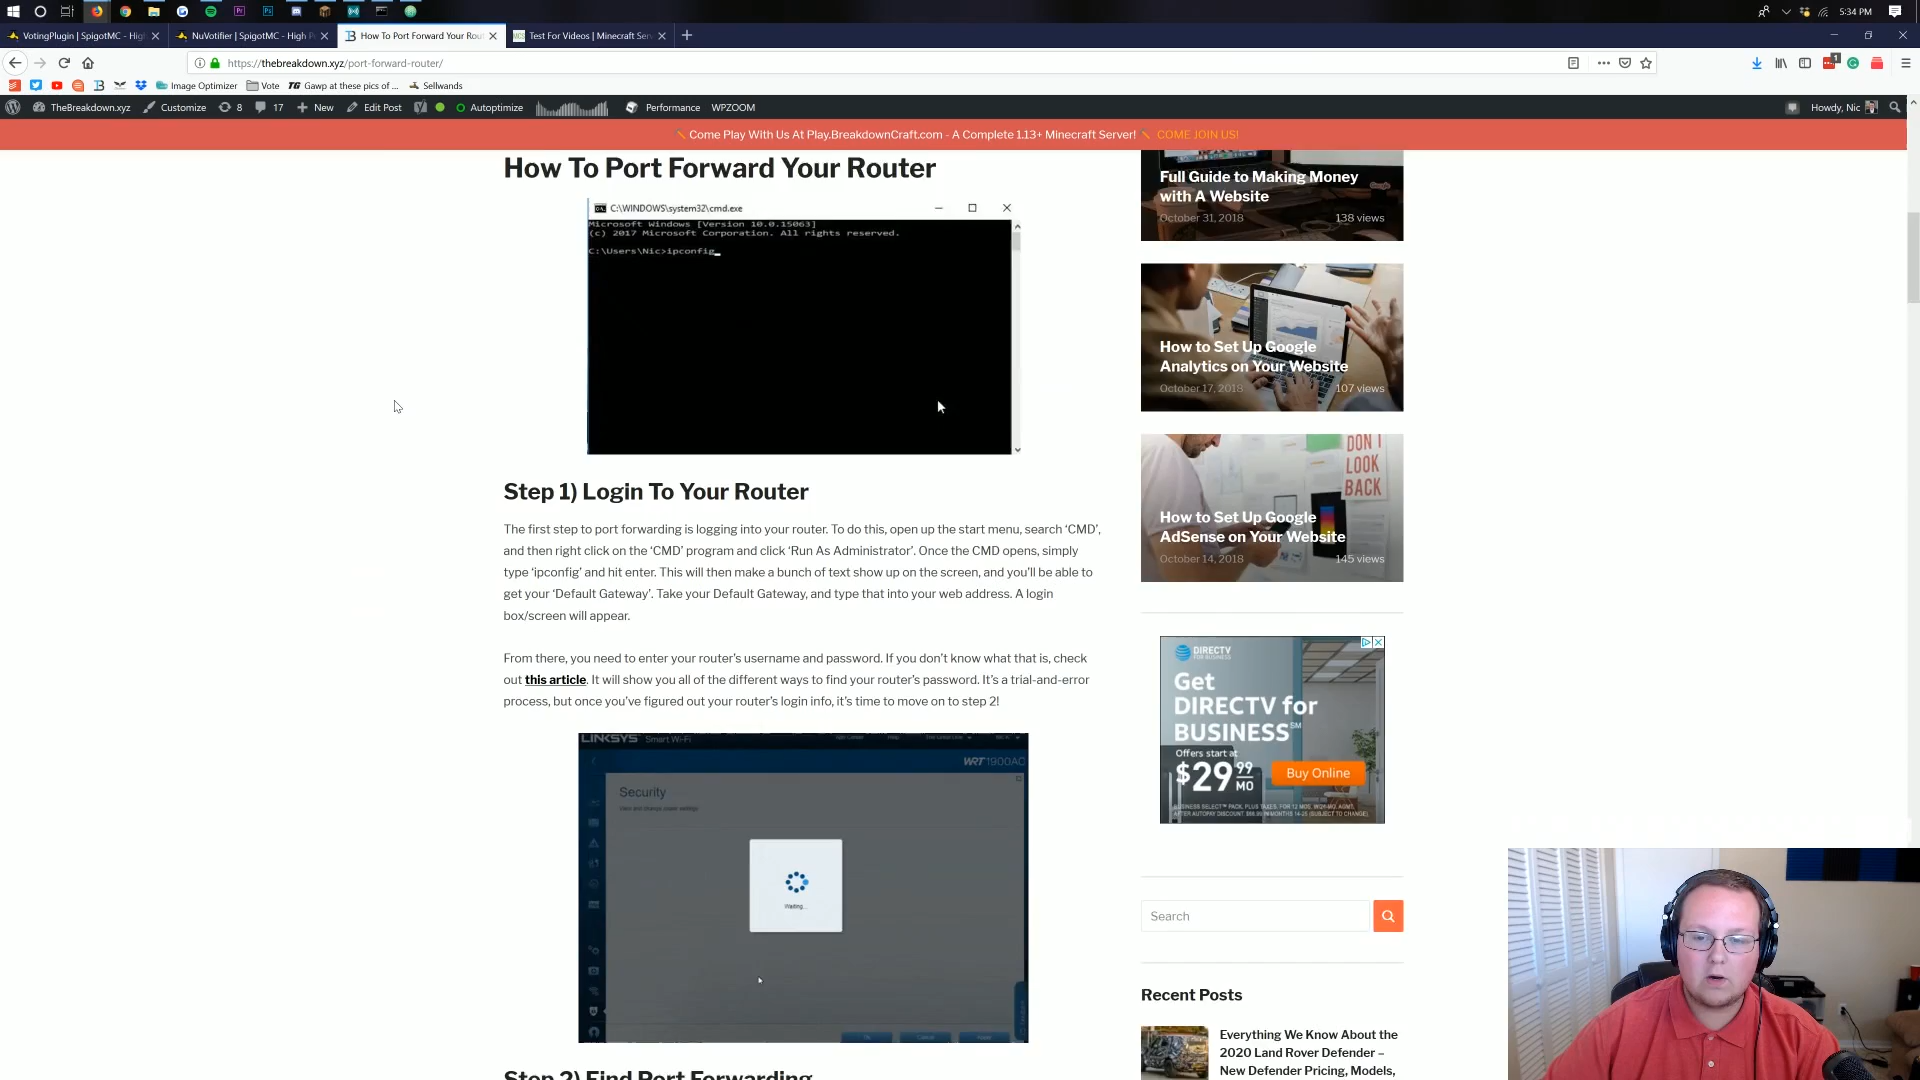 5:34 PM
VotingPlugin | SpigotMC - High
NuVotifier | SpigotMC - High P
How To Port Forward Your Rout
Test For Videos | Minecraft Serv
https://thebreakdown.xyz/port-forward-router/
1
Image Optimizer
Vote
TG Gawp at these pics of ...
Sellwands
TheBreakdown.xyz
Customize
8
17
New
Edit Post
Autoptimize
Performance
WPZOOM
Howdy, Nic
Come Play With Us At Play.BreakdownCraft.com - A Complete 1.13+ Minecraft Server!
COME JOIN US!
How To Port Forward Your Router
C:\WINDOWS\system32\cmd.exe
Microsoft Windows [Version 10.0.15063]
(c) 2017 Microsoft Corporation. All rights reserved.
C:\Users\Nic>ipconfig_
Step 1) Login To Your Router
The first step to port forwarding is logging into your router. To do this, open up the start menu, search ‘CMD’,
and then right click on the ‘CMD’ program and click ‘Run As Administrator’. Once the CMD opens, simply
type ‘ipconfig’ and hit enter. This will then make a bunch of text show up on the screen, and you’ll be able to
get your ‘Default Gateway’. Take your Default Gateway, and type that into your web address. A login
box/screen will appear.
From there, you need to enter your router’s username and password. If you don’t know what that is, check
out this article. It will show you all of the different ways to find your router’s password. It’s a trial-and-error
process, but once you’ve figured out your router’s login info, it’s time to move on to step 2!
LINKSYS Smart Wi-Fi
WRT 1900AC
Security
Waiting...
Step 2) Find Port Forwarding
Full Guide to Making Money
with A Website
October 31, 2018
138 views
How to Set Up Google
Analytics on Your Website
October 17, 2018
107 views
DON'T
LOOK
BACK
How to Set Up Google
AdSense on Your Website
October 14, 2018
145 views
DIRECTV
FOR BUSINESS
Get
DIRECTV for
BUSINESS℠
Offers start at
$29 99 MO
Buy Online
Search
Recent Posts
Everything We Know About the
2020 Land Rover Defender –
New Defender Pricing, Models,